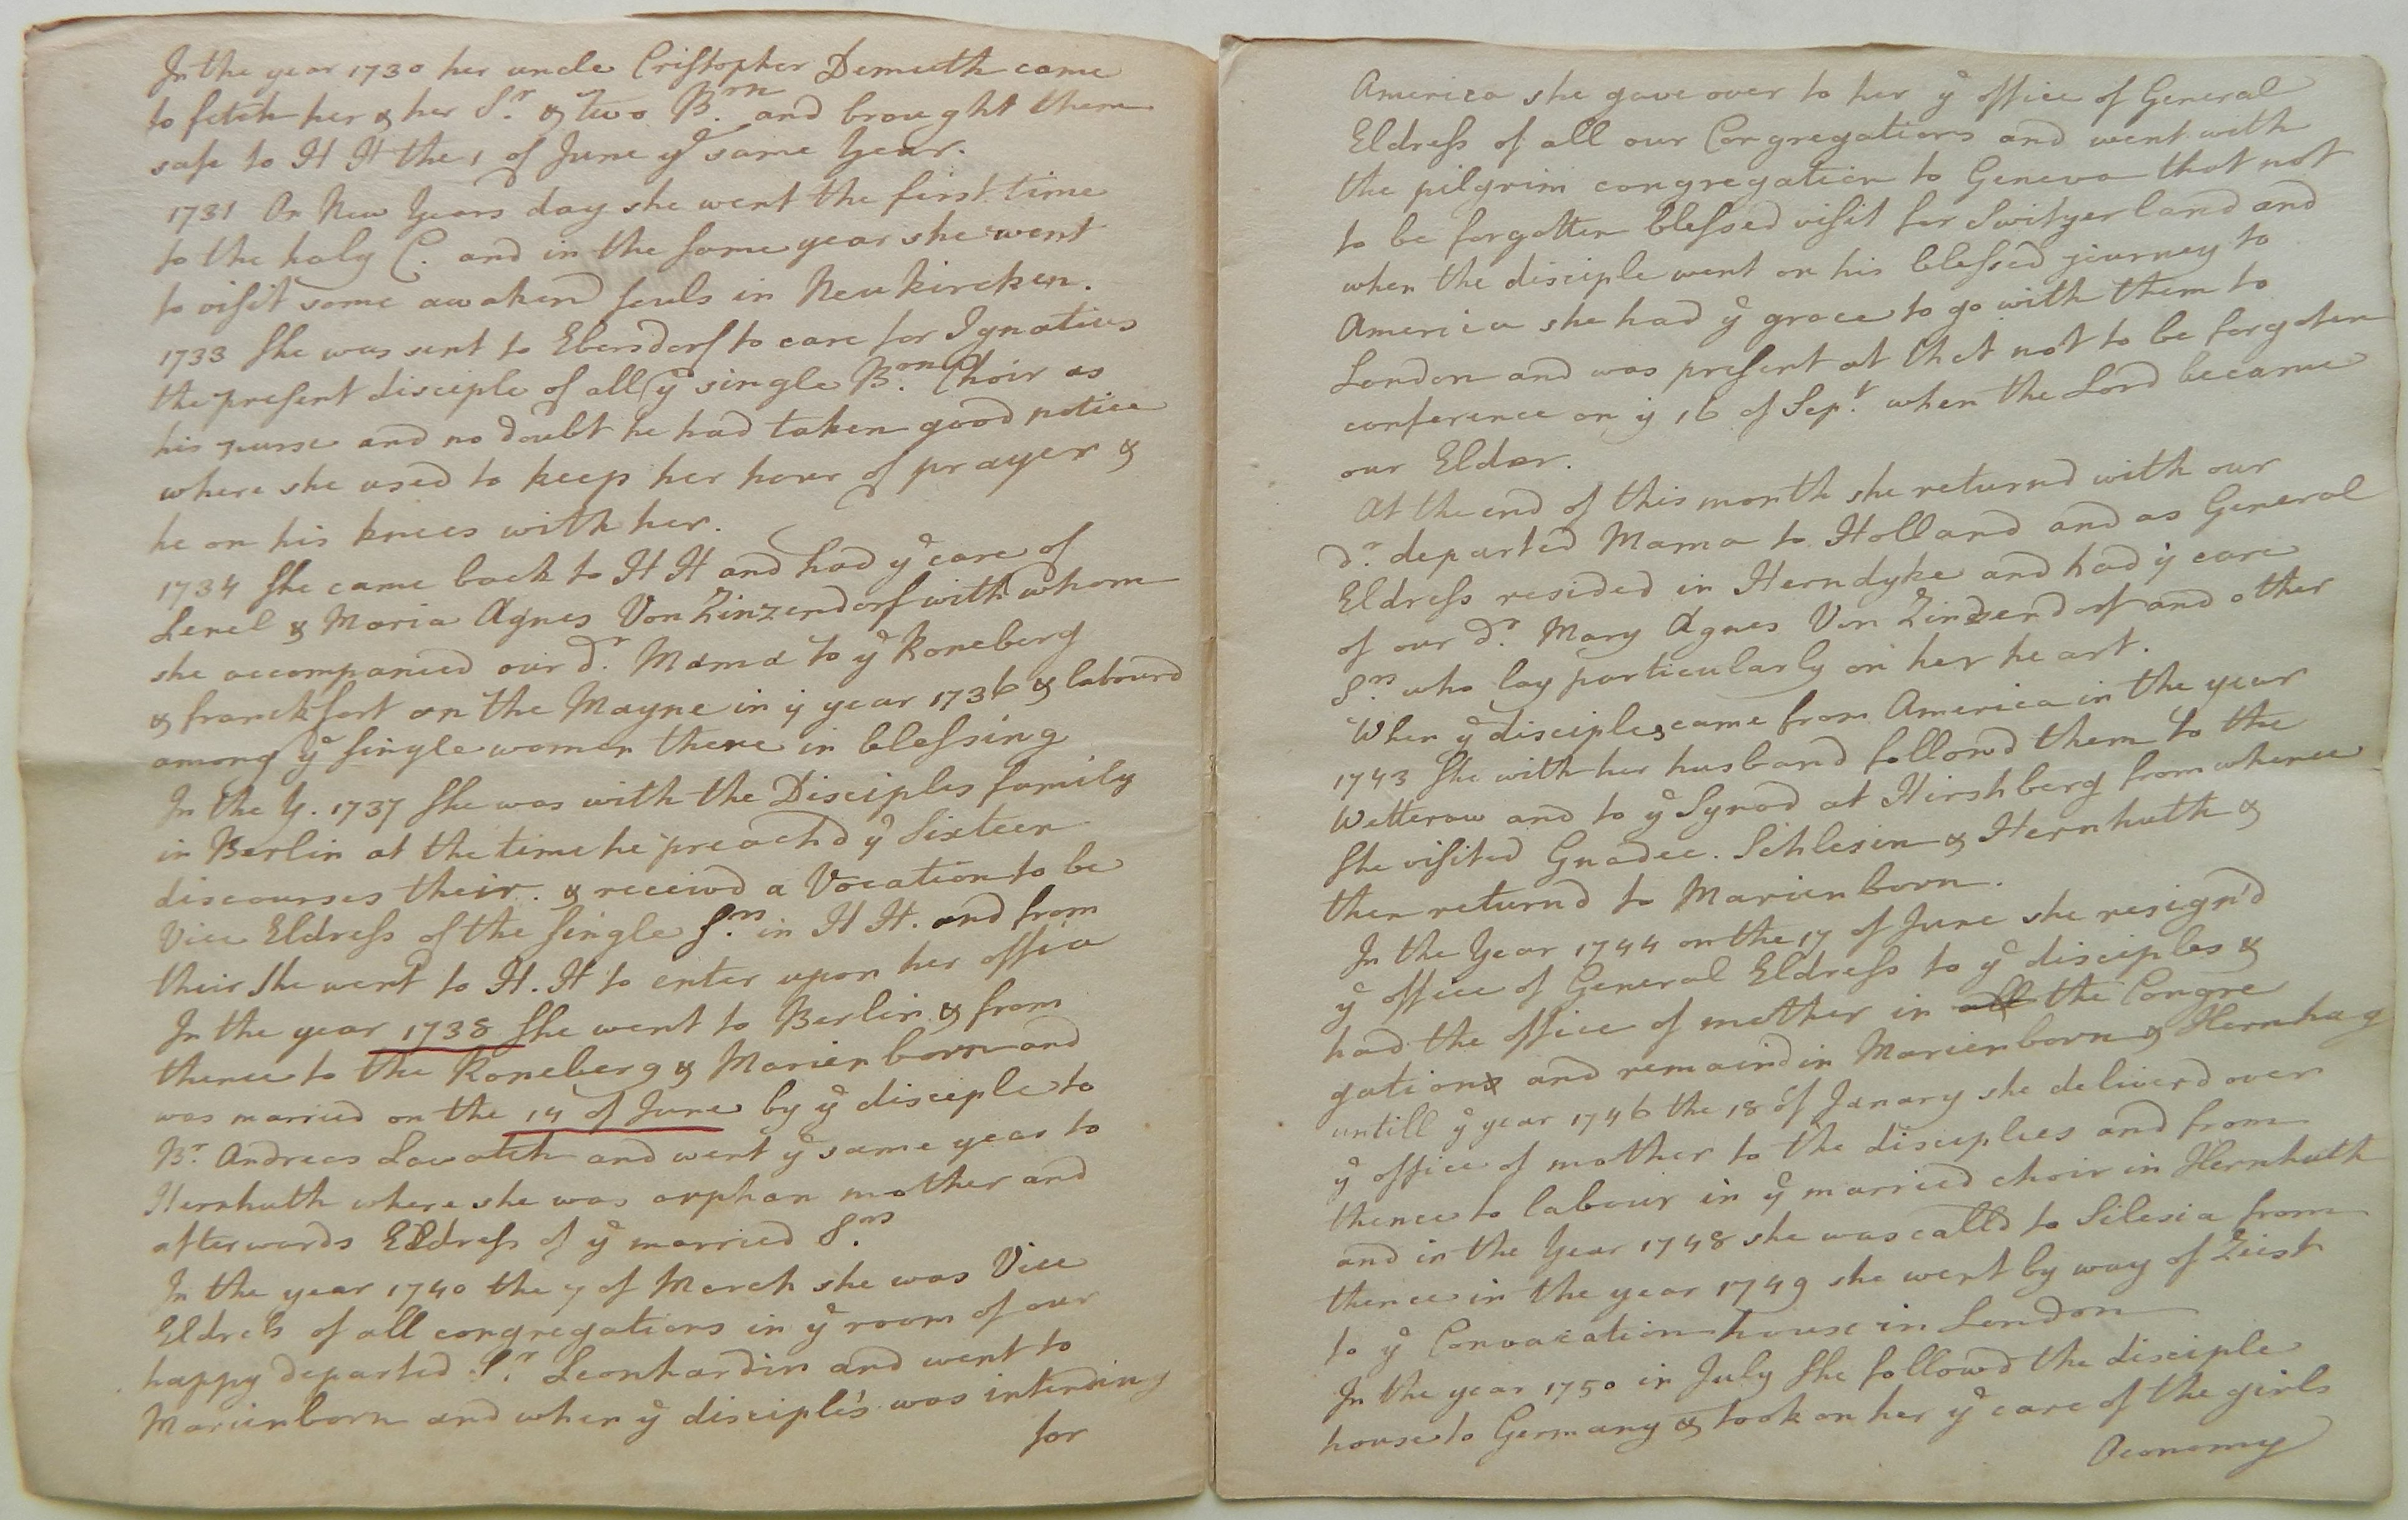 In the year 1730 her uncle Cristopher Demuth came
to fetch her & her Sr. & two Brn. and brought them
safe to H H the 1 of June ye same Year.
1731 On New Years day she went the first time
to the holy C. and in the same year she went
to visit some awakend souls in Neukirchen.
1733 She was sent to Ebersdorf to care for Ignatius
the present disciple of all ye single Brn. Choir as
his nurse and no doubt he had taken good notice
where she used to keep her hour of prayer &
he on his knees with her.
1734 She came back to H H and had ye care of
Lenel & Maria Agnes Von Zinzendorf with whom
she accompanied our dr. Mama to ye Roneberg
& franckfort on the Mayne in ye year 1736 & labourd
among ye single women there in blessing
In the Y. 1737 She was with the Disciples family
in Berlin at the time he preachd ye Sixteen
discourses their. & receivd a Vocation to be
Vice Eldress of the single Srs. in H H. and from
their She went to H. H to enter upon her office
In the year 1738 She went to Berlin & from
thence to the Roneberg & Marienborn and
was married on the 14 of June by ye disciple to
Br. Andreas Lawatch and went ye same year to
Hernhuth where she was orphan mother and
afterwards Eldress of ye married Srs.
In the year 1740 the 7 of March she was Vice
Eldress of all congregations in ye room of our
happy departed Sr. Leonhardin and went to
Marienborn and when ye disciple's was intending
for
America she gave over to her ye office of General
Eldress of all our Congregations and went with
the pilgrim congregation to Geneva that not
to be forgotten blessed visit for Switzerland and
when the disciple went on his blessed journey to
America she had ye grace to go with them to
London and was present at that not to be forgoten
conference on ye 16 of Sept. when the Lord became
our Elder.
At the end of this month she returnd with our
dr. departed Mama to Holland and as General
Eldress resided in Herndyke and had ye care
of our dr. Mary Agnes Von Zinzendorf and other
Srs. who lay particularly on her heart.
When ye disciples came from America in the year
1743 She with her husband followd them to the
Wetteraw and to ye Synod at Hirshberg from whence
She visited Gnadec. Schlesin & Hernhuth &
then returnd to Marienborn.
In the Year 1744 on the 17 of June she resign'd
ye office of General Eldress to ye disciples &
had the office of mother in all the Congre
gations and remaind in Marienborn & Hernhag
untill ye year 1746 the 18 of Janary she deliverd over
ye office of mother to the disciples and from
thence to labour in ye married choir in Hernhuth
and in the Year 1748 she was calld to Silesia from
thence in the year 1749 she went by way of Zeist
to ye Convacation house in London
In the year 1750 in July She followd the disciple
house to Germany & took on her ye care of the girls
Oeconomy